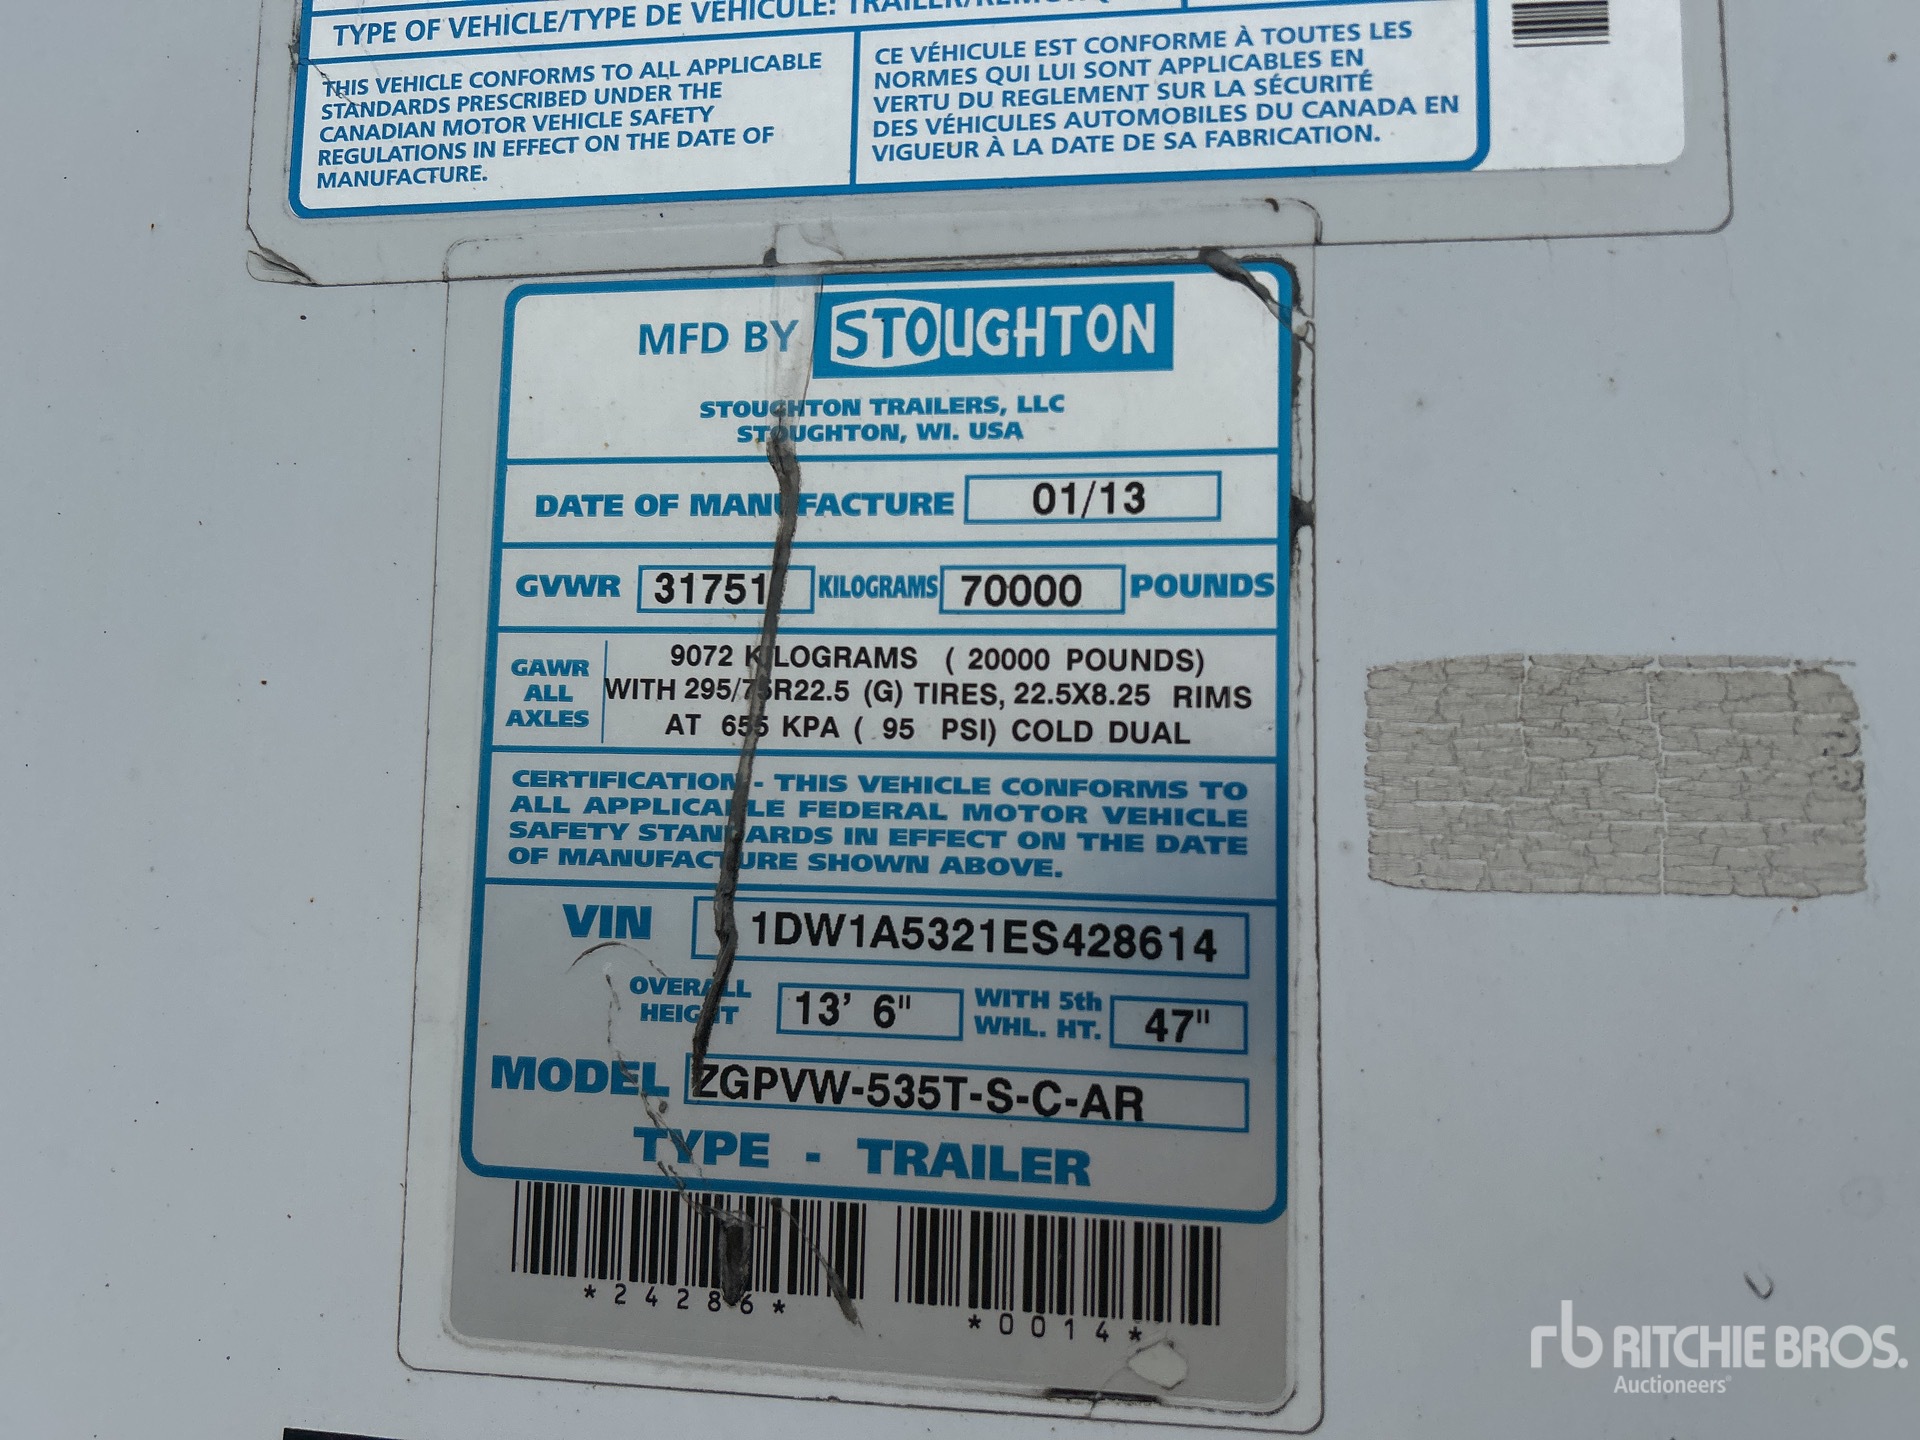 TYPE OF VEHICLE/TYPE DE VÉHICULE: TRAILER/
THIS VEHICLE CONFORMS TO ALL APPLICABLE
STANDARDS PRESCRIBED UNDER THE
CANADIAN MOTOR VEHICLE SAFETY
REGULATIONS IN EFFECT ON THE DATE OF
MANUFACTURE.
CE VÉHICULE EST CONFORME À TOUTES LES
NORMES QUI LUI SONT APPLICABLES EN
VERTU DU REGLEMENT SUR LA SÉCURITÉ
DES VÉHICULES AUTOMOBILES DU CANADA EN
VIGUEUR À LA DATE DE SA FABRICATION.
MFD BY STOUGHTON
STOUGHTON TRAILERS, LLC
STOUGHTON, WI. USA
DATE OF MANUFACTURE 01/13
GVWR 31751 KILOGRAMS 70000 POUNDS
GAWR
ALL
AXLES
9072 KILOGRAMS ( 20000 POUNDS)
WITH 295/75R22.5 (G) TIRES, 22.5X8.25 RIMS
AT 655 KPA ( 95 PSI) COLD DUAL
CERTIFICATION - THIS VEHICLE CONFORMS TO
ALL APPLICABLE FEDERAL MOTOR VEHICLE
SAFETY STANDARDS IN EFFECT ON THE DATE
OF MANUFACTURE SHOWN ABOVE.
VIN 1DW1A5321ES428614
OVERALL
HEIGHT 13' 6"
WITH 5th
WHL. HT. 47"
MODEL ZGPVW-535T-S-C-AR
TYPE - TRAILER
*24286*
*0014*
rb RITCHIE BROS.
Auctioneers